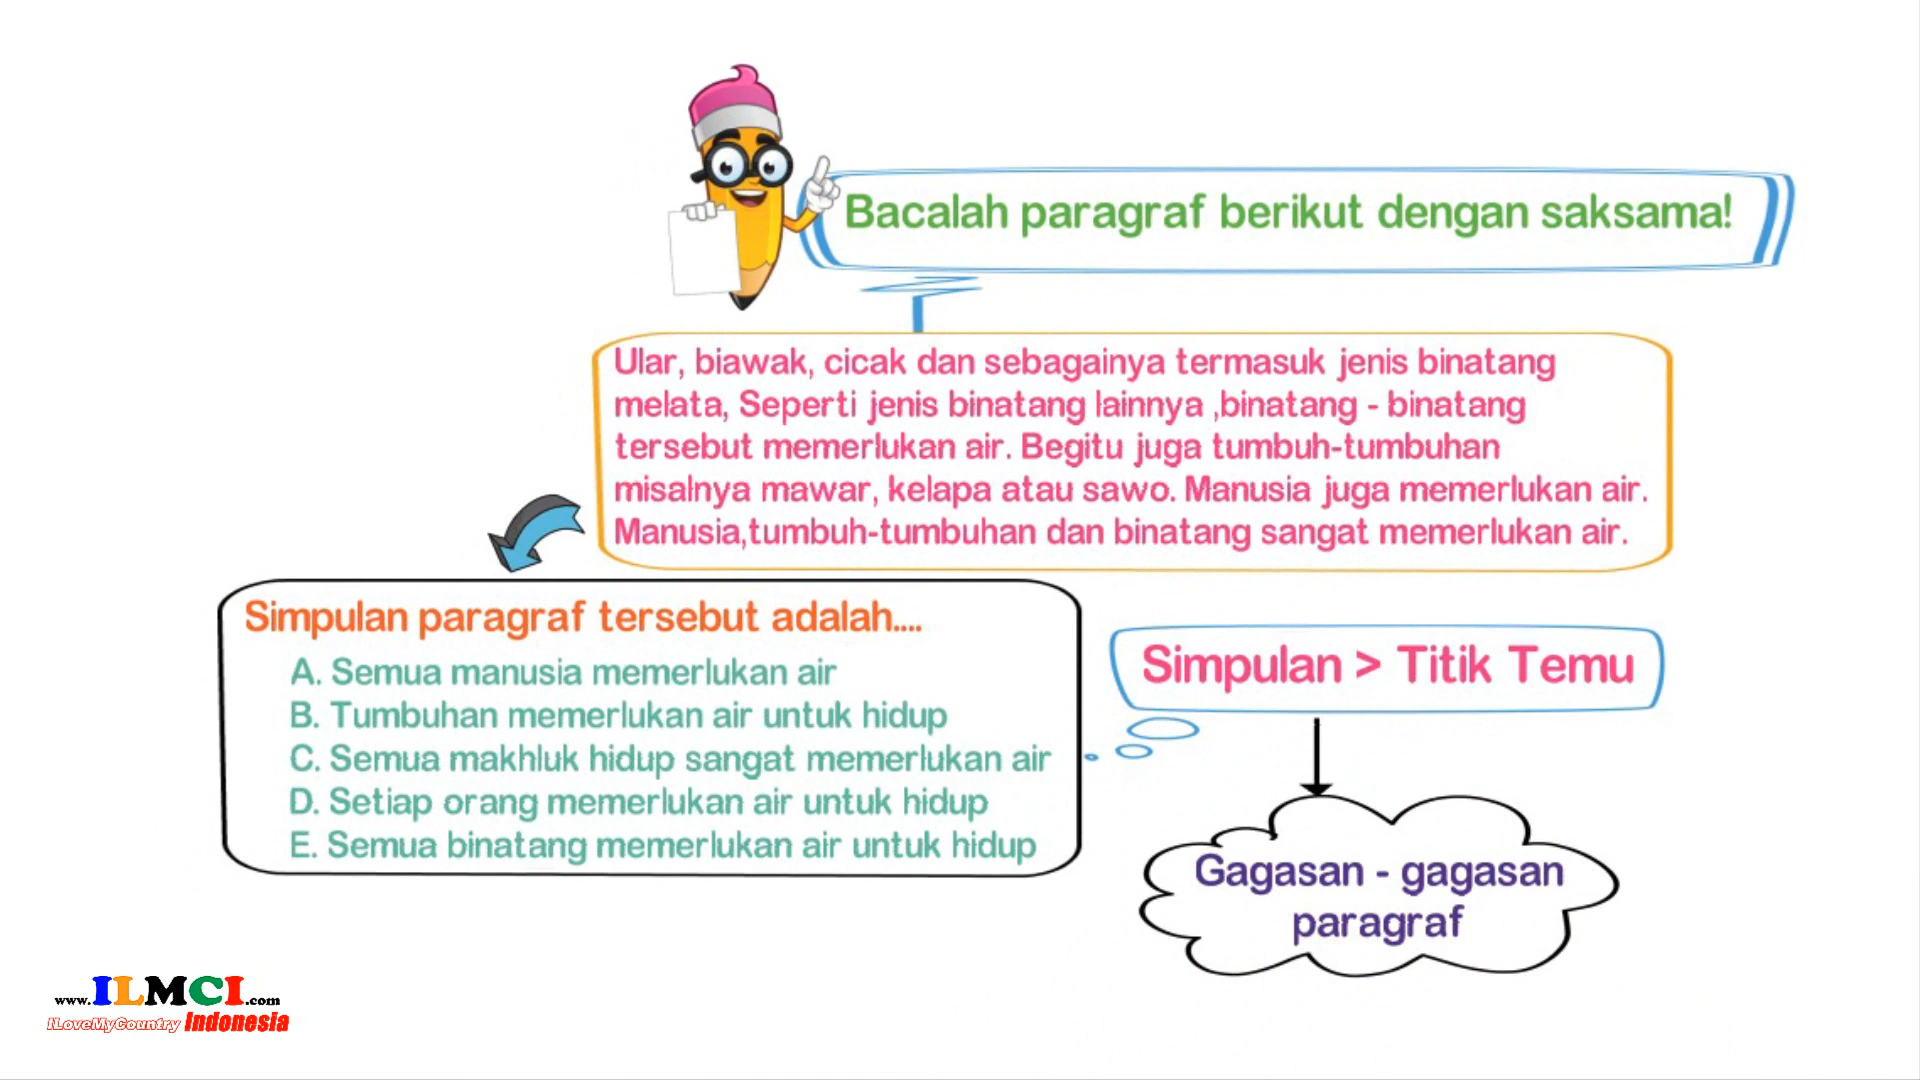 Bacalah paragraf berikut dengan saksama!
Ular, biawak, cicak dan sebagainya termasuk jenis binatang
melata, Seperti jenis binatang lainnya ,binatang - binatang
tersebut memerlukan air. Begitu juga tumbuh-tumbuhan
misalnya mawar, kelapa atau sawo. Manusia juga memerlukan air.
Manusia,tumbuh-tumbuhan dan binatang sangat memerlukan air.
Simpulan paragraf tersebut adalah....
A. Semua manusia memerlukan air
B. Tumbuhan memerlukan air untuk hidup
C. Semua makhluk hidup sangat memerlukan air
D. Setiap orang memerlukan air untuk hidup
E. Semua binatang memerlukan air untuk hidup
Simpulan > Titik Temu
Gagasan - gagasan
paragraf
www.ILMCI.com
ILoveMyCountry Indonesia